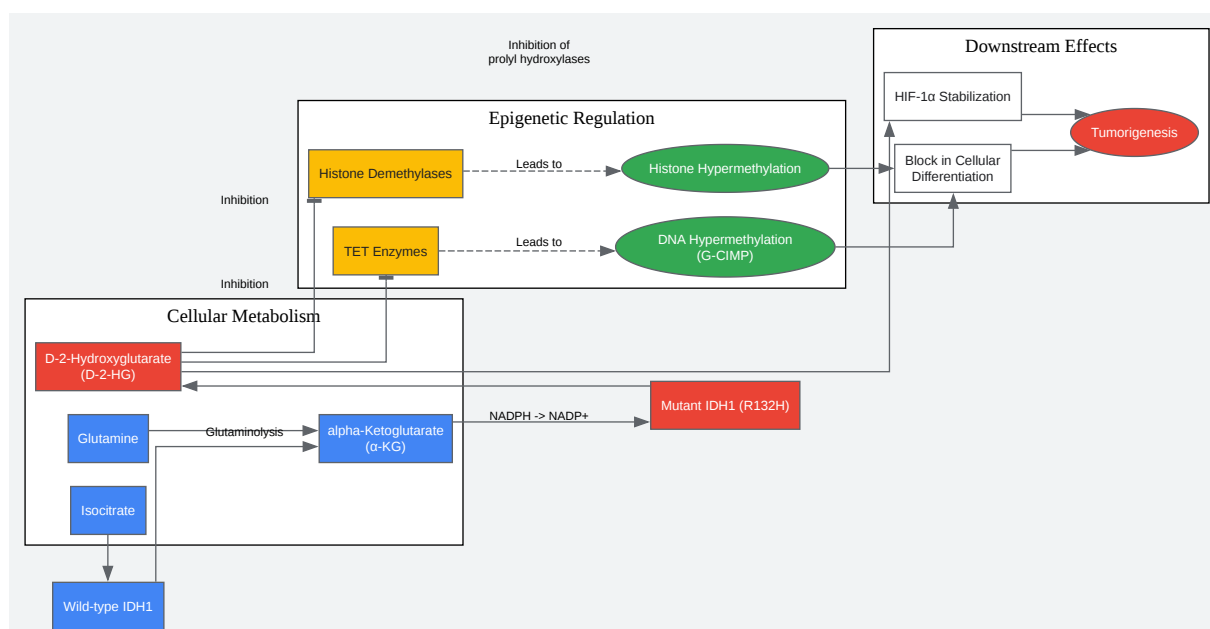 Inhibition of
prolyl hydroxylases
Downstream Effects
HIF-1α Stabilization
Tumorigenesis
Block in Cellular
Differentiation
Epigenetic Regulation
Histone Demethylases
Leads to
Histone Hypermethylation
Inhibition
TET Enzymes
Leads to
DNA Hypermethylation
(G-CIMP)
Inhibition
Cellular Metabolism
D-2-Hydroxyglutarate
(D-2-HG)
Mutant IDH1 (R132H)
NADPH -> NADP+
Glutamine
Glutaminolysis
alpha-Ketoglutarate
(α-KG)
Isocitrate
Wild-type IDH1